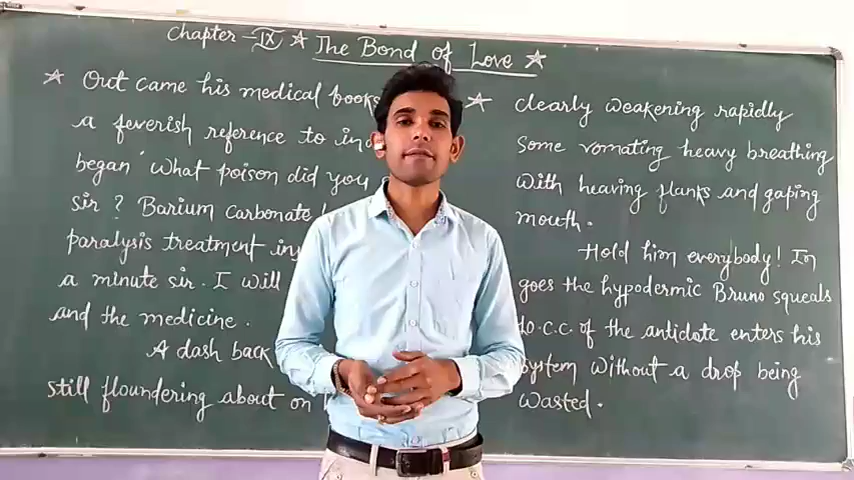 Chapter - IX ☆ The Bond of Love ☆
☆ Out came his medical books
a feverish reference to
began 'What poison did you
sir? Barium Carbonate
paralysis treatment
a minute sir. I will
and the medicine.
A dash back
still floundering about on
☆ clearly weakening rapidly
Some vomating heavy breathing
With heaving flanks and gaping
mouth.
Hold him everybody! In
goes the hypodermic Bruno squeals
10.C.C. of the antidote enters his
system without a drop being
wasted.